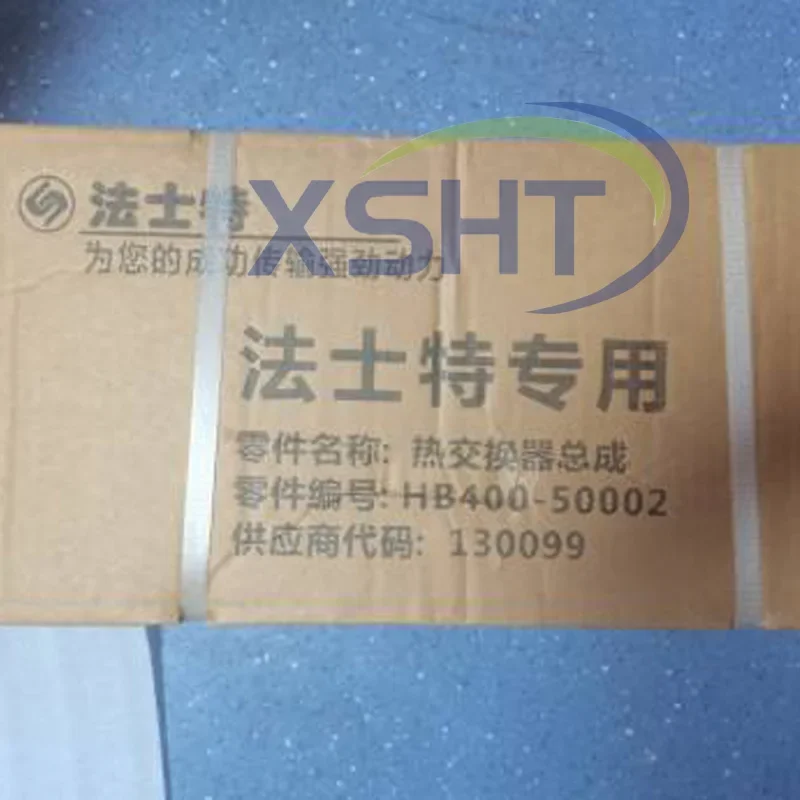 法士特
XSHT
为您的成功传输强劲动力
法士特专用
零件名称: 热交换器总成
零件编号: HB400-50002
供应商代码: 130099